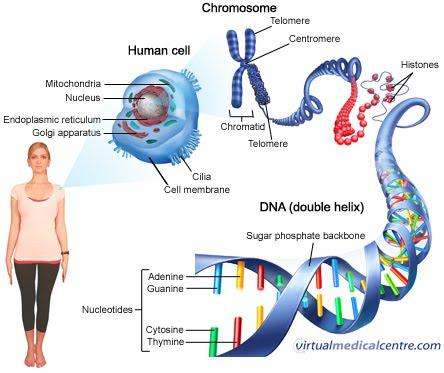 Chromosome
Telomere
Centromere
Human cell
Histones
Mitochondria
Nucleus
Endoplasmic reticulum
Golgi apparatus
Chromatid
Telomere
Cilia
Cell membrane
DNA (double helix)
Sugar phosphate backbone
Adenine
Guanine
Nucleotides
Cytosine
Thymine
virtualmedicalcentre.com